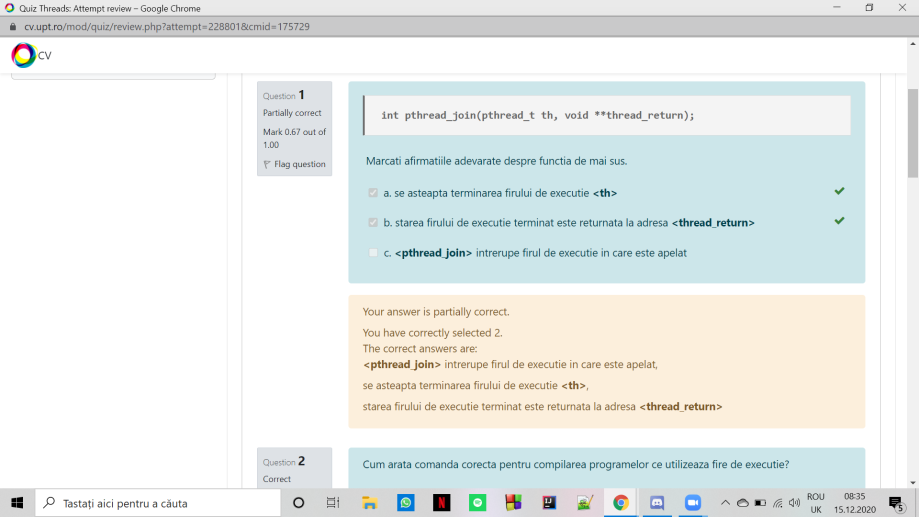 Quiz Threads: Attempt review – Google Chrome
cv.upt.ro/mod/quiz/review.php?attempt=228801&cmid=175729
CV
Question 1
Partially correct
Mark 0.67 out of
1.00
Flag question
int pthread_join(pthread_t th, void **thread_return);
Marcati afirmatiile adevarate despre functia de mai sus.
a. se asteapta terminarea firului de executie <th>
b. starea firului de executie terminat este returnata la adresa <thread_return>
c. <pthread_join> intrerupe firul de executie in care este apelat
Your answer is partially correct.
You have correctly selected 2.
The correct answers are:
<pthread_join> intrerupe firul de executie in care este apelat,
se asteapta terminarea firului de executie <th>,
starea firului de executie terminat este returnata la adresa <thread_return>
Question 2
Correct
Cum arata comanda corecta pentru compilarea programelor ce utilizeaza fire de executie?
Tastați aici pentru a căuta
ROU
UK
08:35
15.12.2020
5